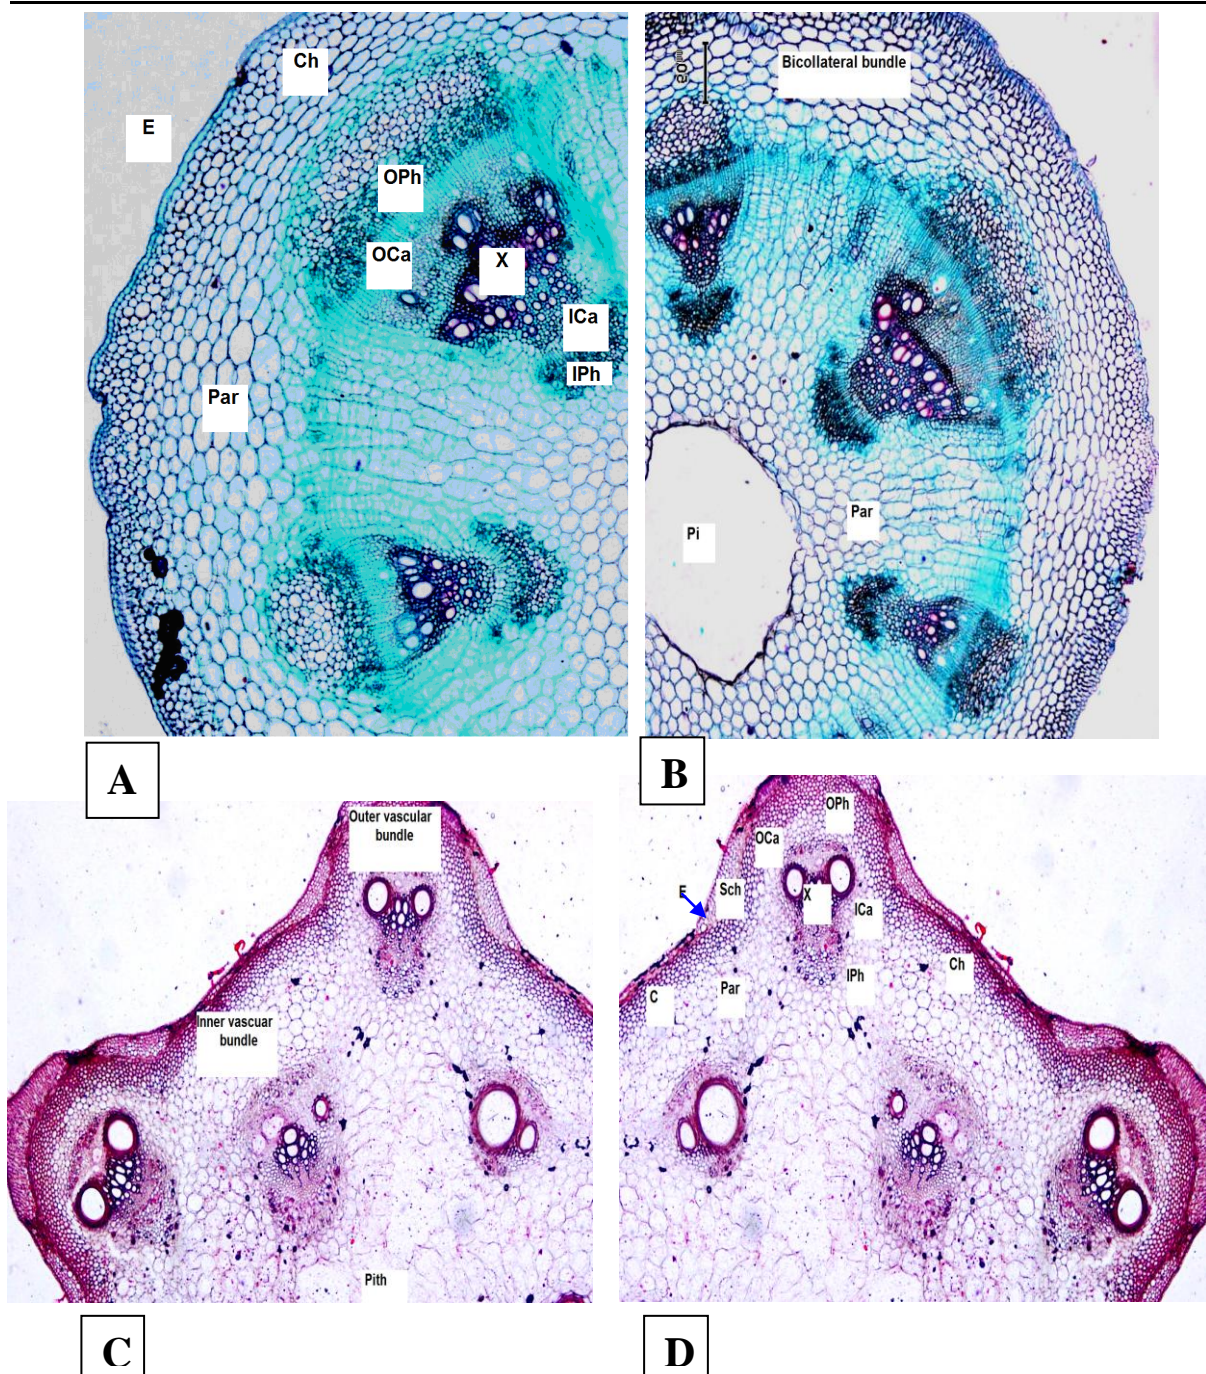 Ch
E
OPh
OCa
X
ICa
IPh
Par
A
Bicollateral bundle
Par
Pi
B
Outer vascular
bundle
Inner vascuar
bundle
Pith
C
OPh
OCa
E
Sch
X
ICa
IPh
Ch
C
Par
D